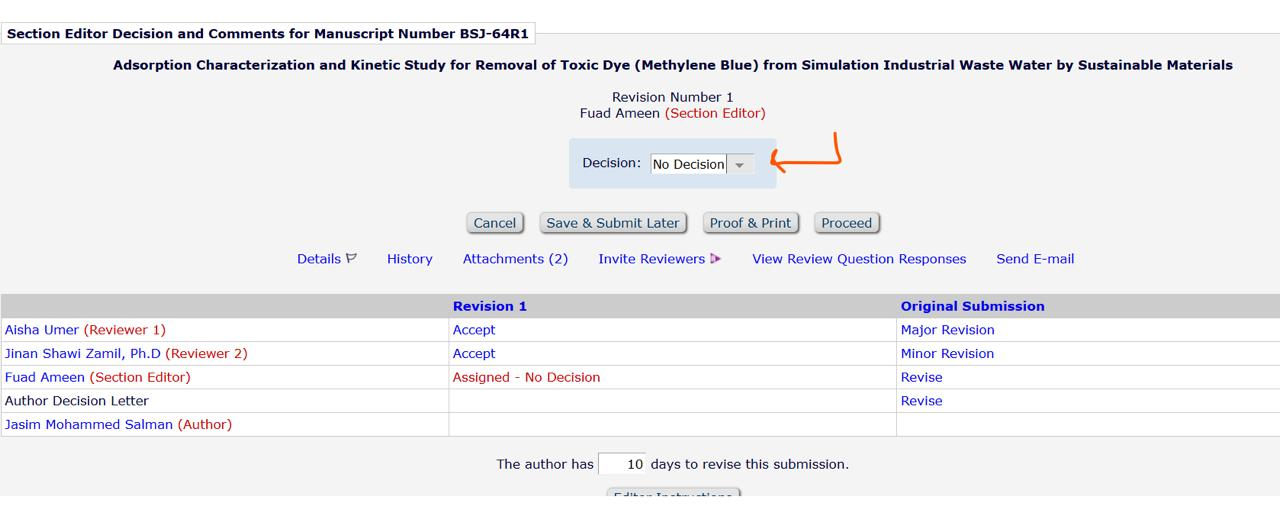 Section Editor Decision and Comments for Manuscript Number BSJ-64R1
Adsorption Characterization and Kinetic Study for Removal of Toxic Dye (Methylene Blue) from Simulation Industrial Waste Water by Sustainable Materials
Revision Number 1
Fuad Ameen (Section Editor)
Decision: No Decision
Cancel Save & Submit Later Proof & Print Proceed
Details History Attachments (2) Invite Reviewers View Review Question Responses Send E-mail
Revision 1 Original Submission
Aisha Umer (Reviewer 1) Accept Major Revision
Jinan Shawi Zamil, Ph.D (Reviewer 2) Accept Minor Revision
Fuad Ameen (Section Editor) Assigned - No Decision Revise
Author Decision Letter Revise
Jasim Mohammed Salman (Author)
The author has 10 days to revise this submission.
Editor Instructions